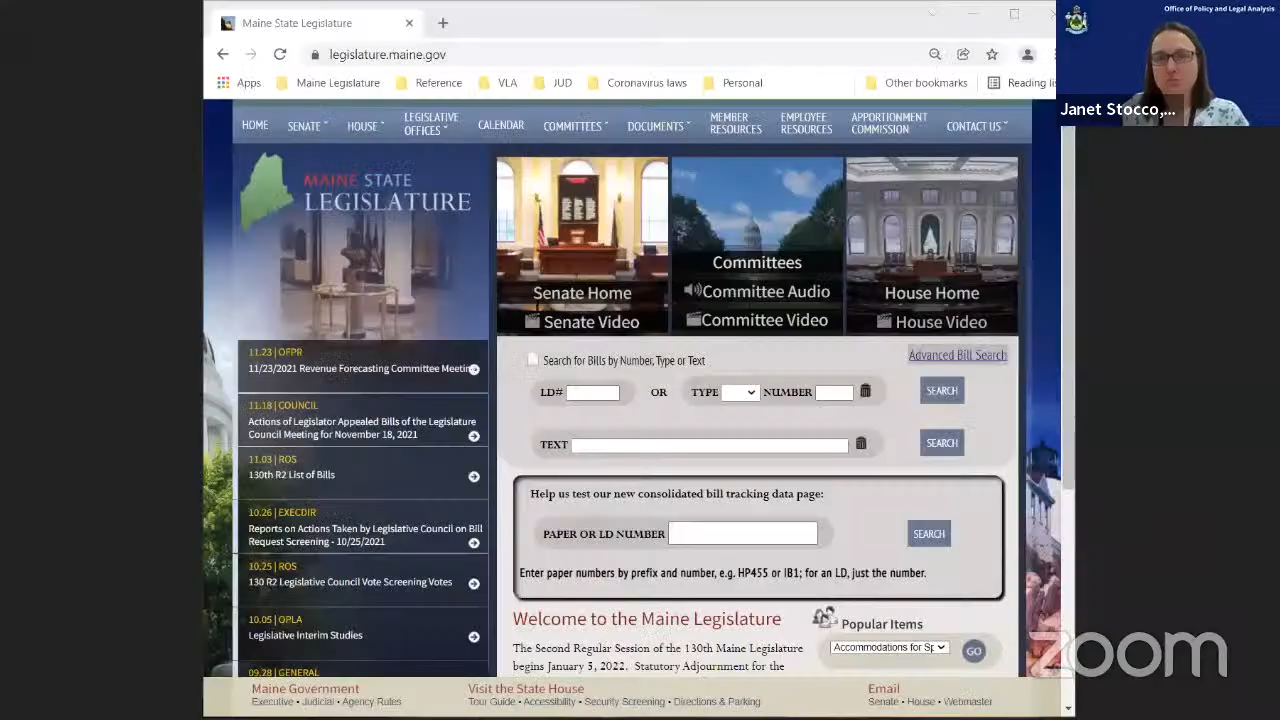 Maine State Legislature
legislature.maine.gov
Apps Maine Legislature Reference VLA JUD Coronavirus laws Personal Other bookmarks Reading lis
Office of Policy and Legal Analysis
Janet Stocco,...
HOME SENATE HOUSE LEGISLATIVE OFFICES CALENDAR COMMITTEES DOCUMENTS MEMBER RESOURCES EMPLOYEE RESOURCES APPORTIONMENT COMMISSION CONTACT US
MAINE STATE
LEGISLATURE
Senate Home
Senate Video
Committees
Committee Audio
Committee Video
House Home
House Video
11.23 | OFPR
11/23/2021 Revenue Forecasting Committee Meetin
11.18 | COUNCIL
Actions of Legislator Appealed Bills of the Legislature
Council Meeting for November 18, 2021
11.03 | ROS
130th R2 List of Bills
10.26 | EXECDIR
Reports on Actions Taken by Legislative Council on Bill
Request Screening - 10/25/2021
10.25 | ROS
130 R2 Legislative Council Vote Screening Votes
10.05 | OPLA
Legislative Interim Studies
09.28 | GENERAL
Search for Bills by Number, Type or Text
Advanced Bill Search
LD# OR TYPE NUMBER SEARCH
TEXT SEARCH
Help us test our new consolidated bill tracking data page:
PAPER OR LD NUMBER SEARCH
Enter paper numbers by prefix and number, e.g. HP455 or IB1; for an LD, just the number.
Welcome to the Maine Legislature
The Second Regular Session of the 130th Maine Legislature
begins January 5, 2022. Statutory Adjournment for the
Popular Items
Accommodations for Sp GO
Maine Government
Executive • Judicial • Agency Rules
Visit the State House
Tour Guide • Accessibility • Security Screening • Directions & Parking
Email
Senate • House • Webmaster
zoom